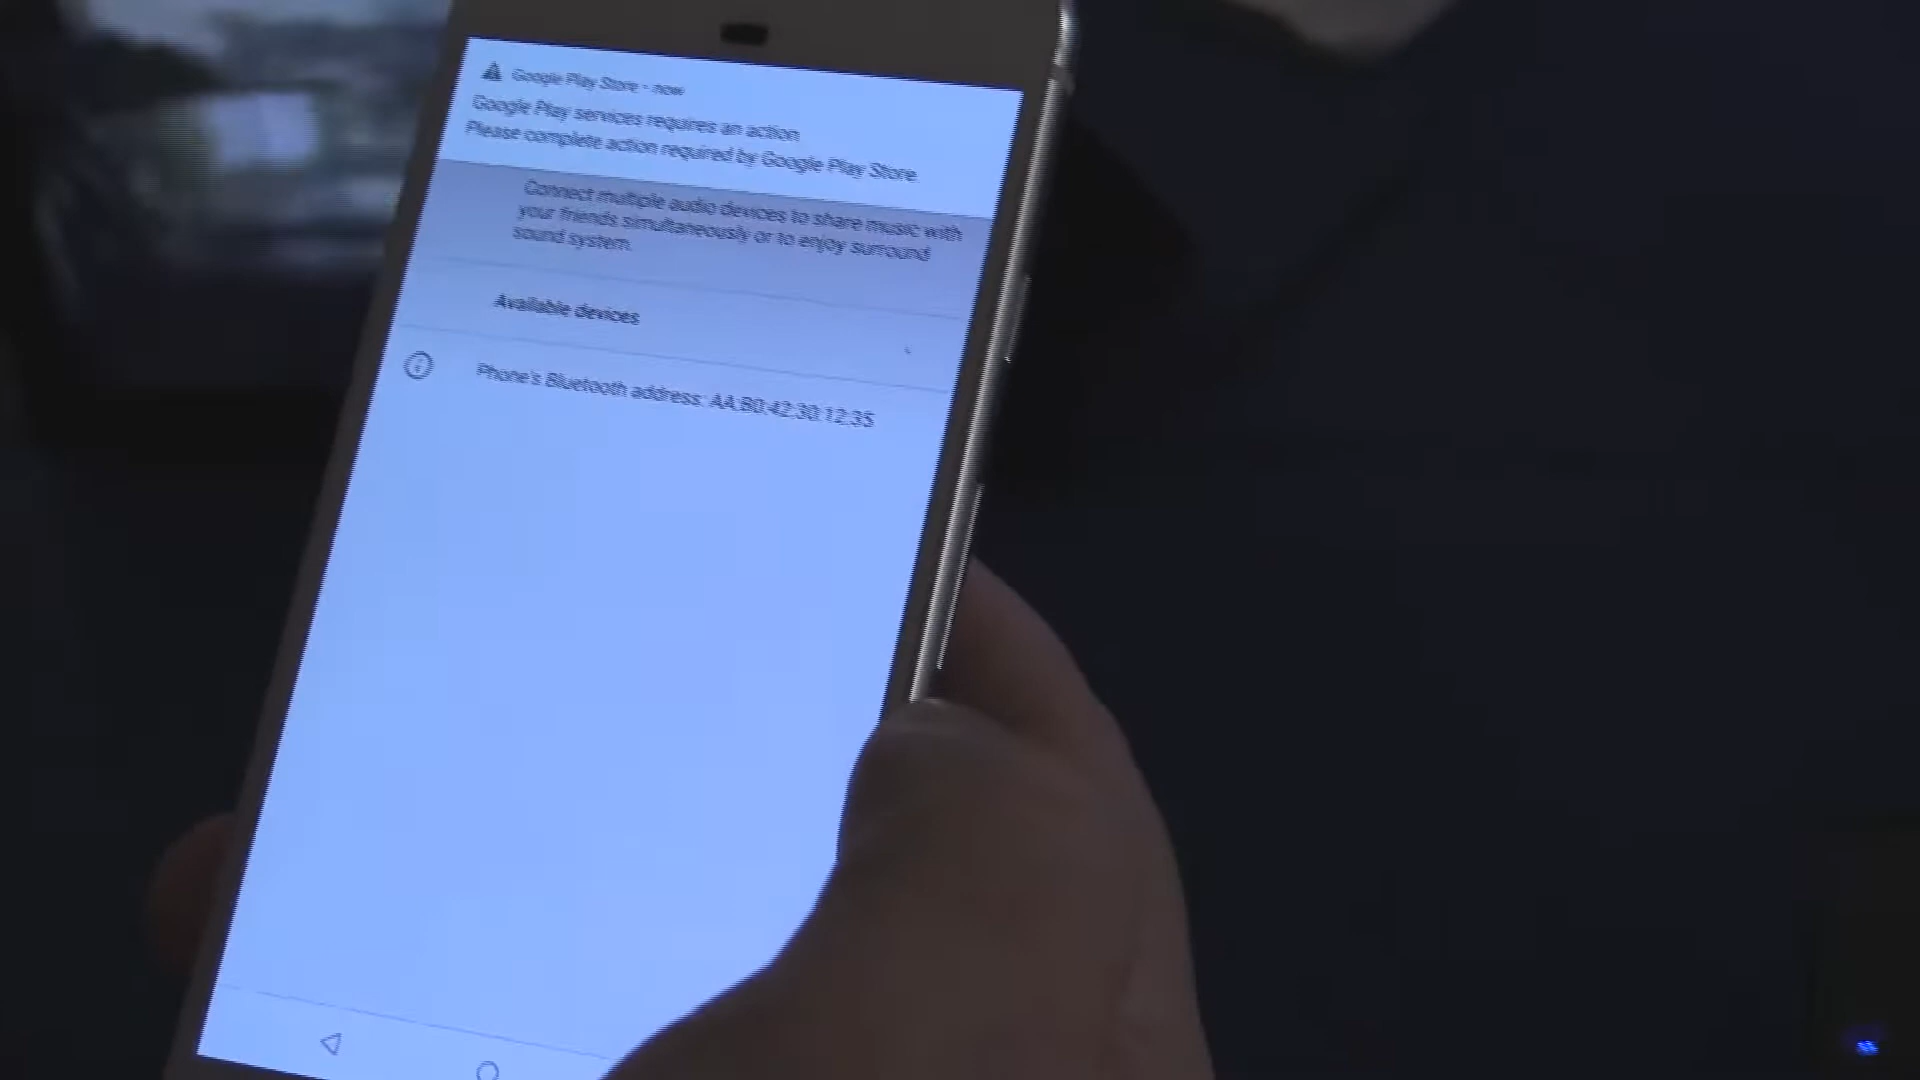 Google Play Store • now
Google Play services requires an action
Please complete action required by Google Play Store.
Connect multiple audio devices to share music with
your friends simultaneously or to enjoy surround
sound system.
Available devices
Phone's Bluetooth address: AA:B0:42:30:12:35